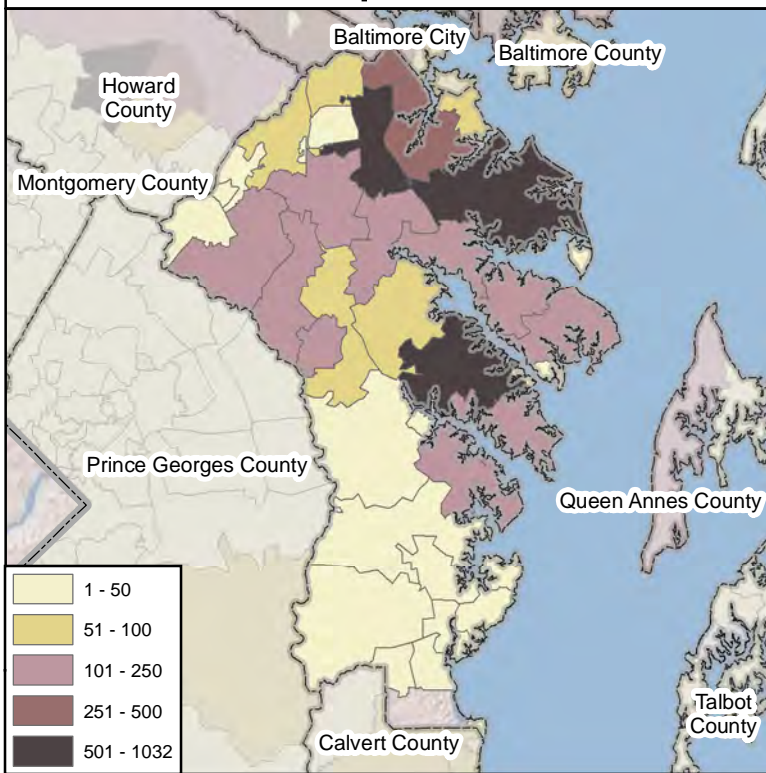 Baltimore City
Baltimore County
Howard
County
Montgomery County
Prince Georges County
Queen Annes County
Talbot
County
Calvert County
1 - 50
51 - 100
101 - 250
251 - 500
501 - 1032